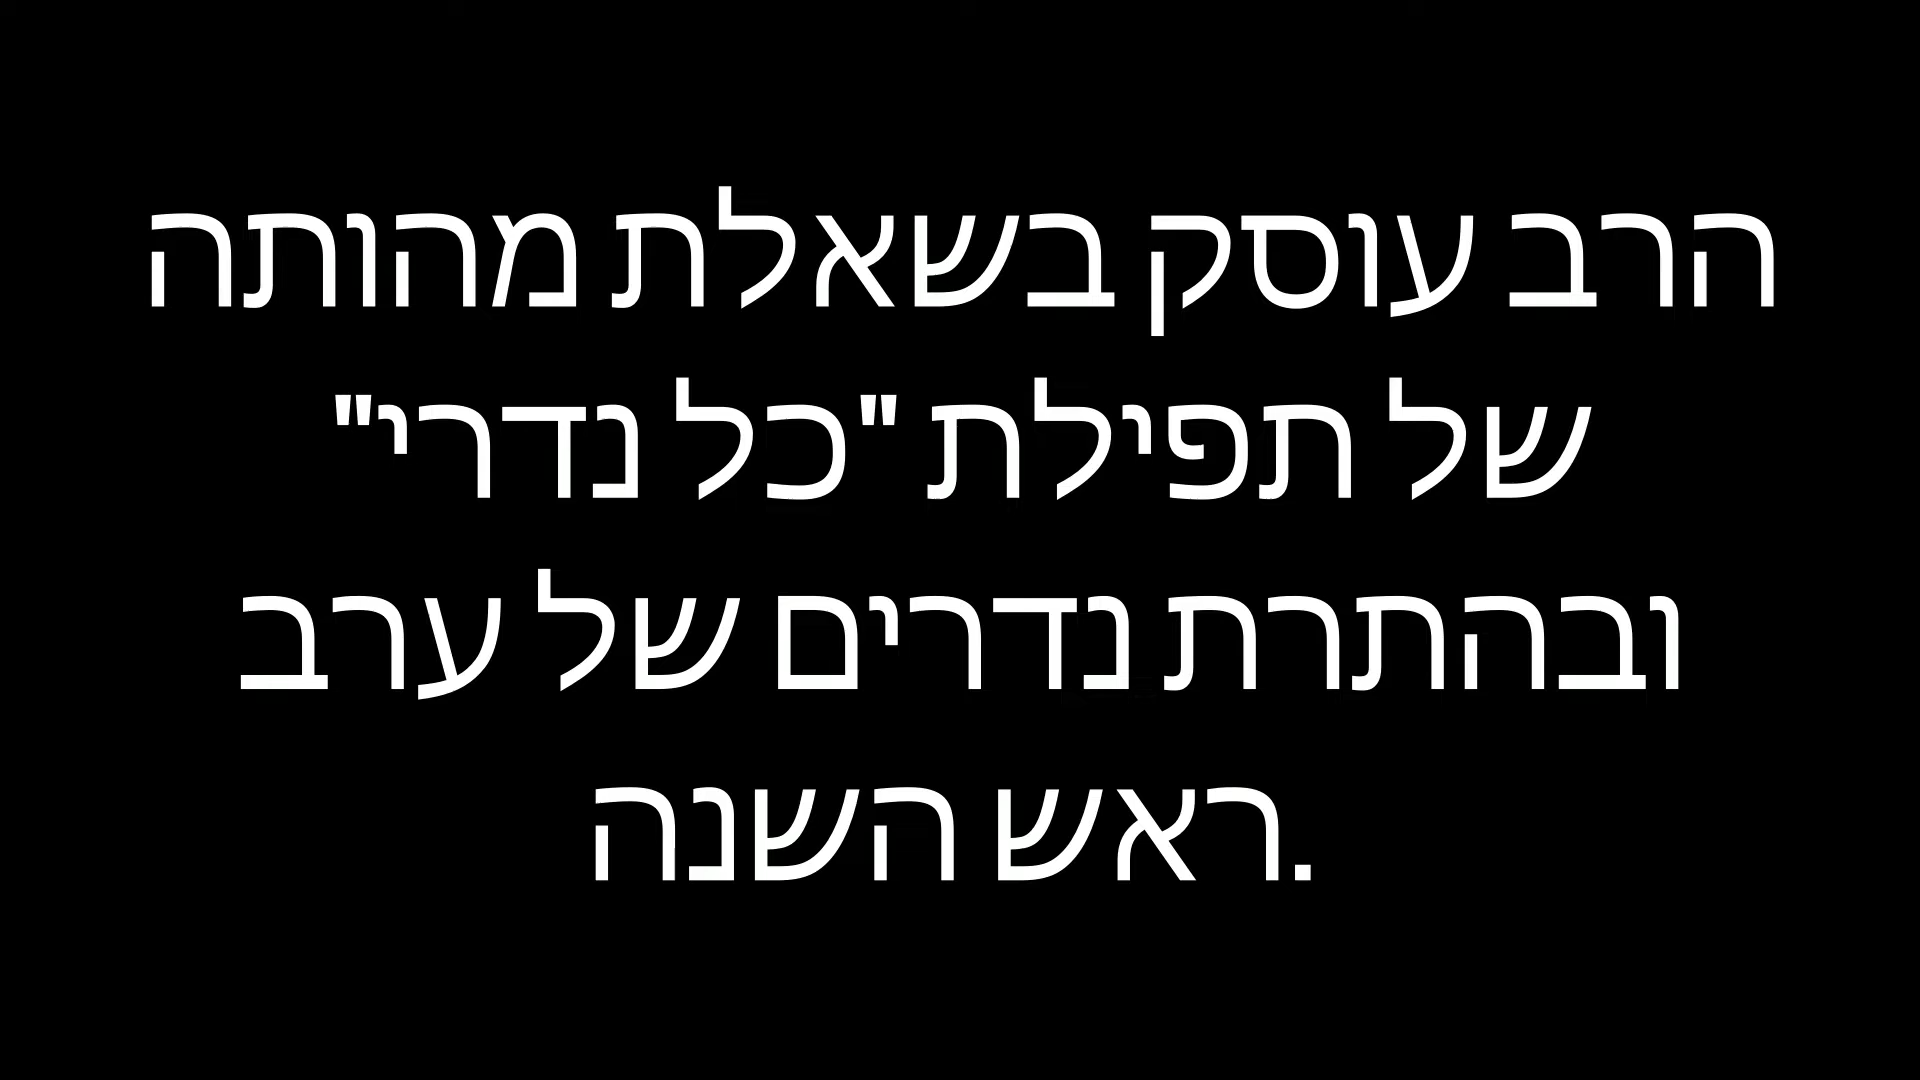 הרב עוסק בשאלת מהותה
של תפילת "כל נדרי"
ובהתרת נדרים של ערב
.ראש השנה